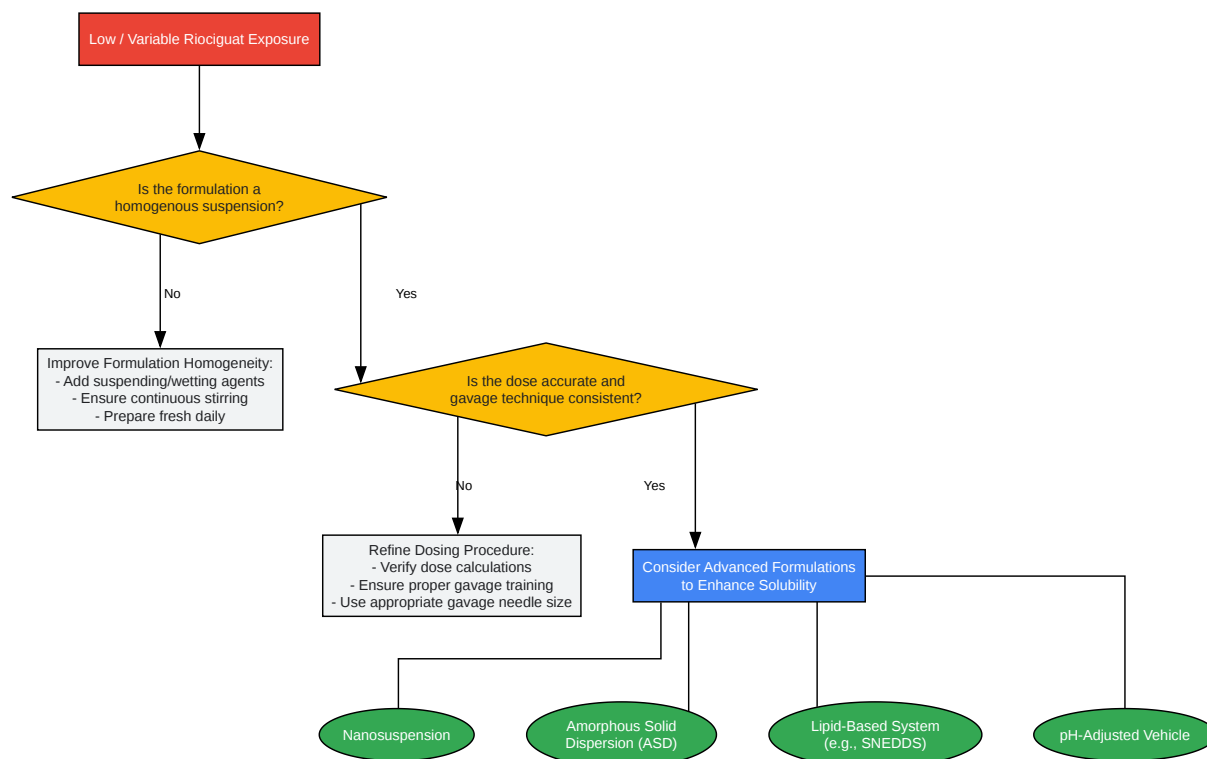 Low / Variable Riociguat Exposure
Is the formulation a
homogenous suspension?
No
Yes
Improve Formulation Homogeneity:
- Add suspending/wetting agents
- Ensure continuous stirring
- Prepare fresh daily
Is the dose accurate and
gavage technique consistent?
No
Yes
Refine Dosing Procedure:
- Verify dose calculations
- Ensure proper gavage training
- Use appropriate gavage needle size
Consider Advanced Formulations
to Enhance Solubility
Nanosuspension
Amorphous Solid
Dispersion (ASD)
Lipid-Based System
(e.g., SNEDDS)
pH-Adjusted Vehicle